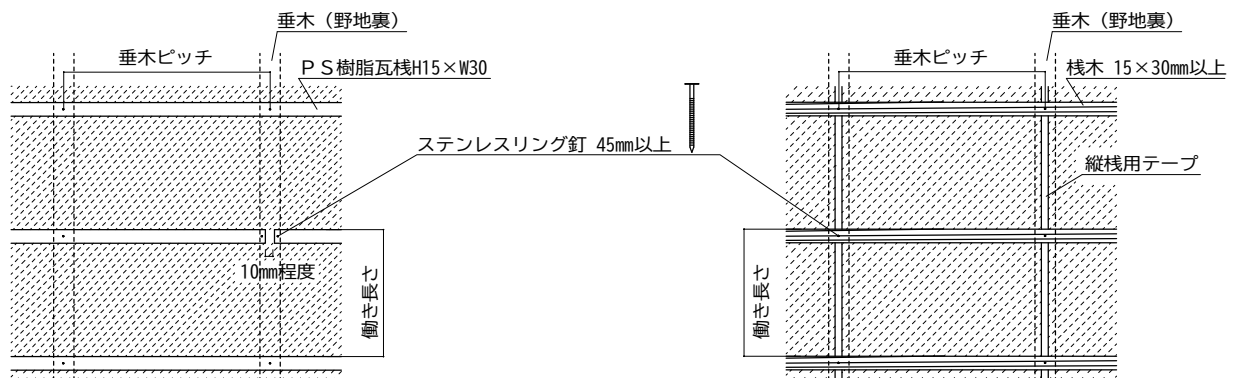 垂木（野地裏）
垂木ピッチ
ＰＳ樹脂瓦桟H15×W30
ステンレスリング釘 45mm以上
10mm程度
働き長さ
垂木（野地裏）
垂木ピッチ
桟木 15×30mm以上
縦桟用テープ
働き長さ